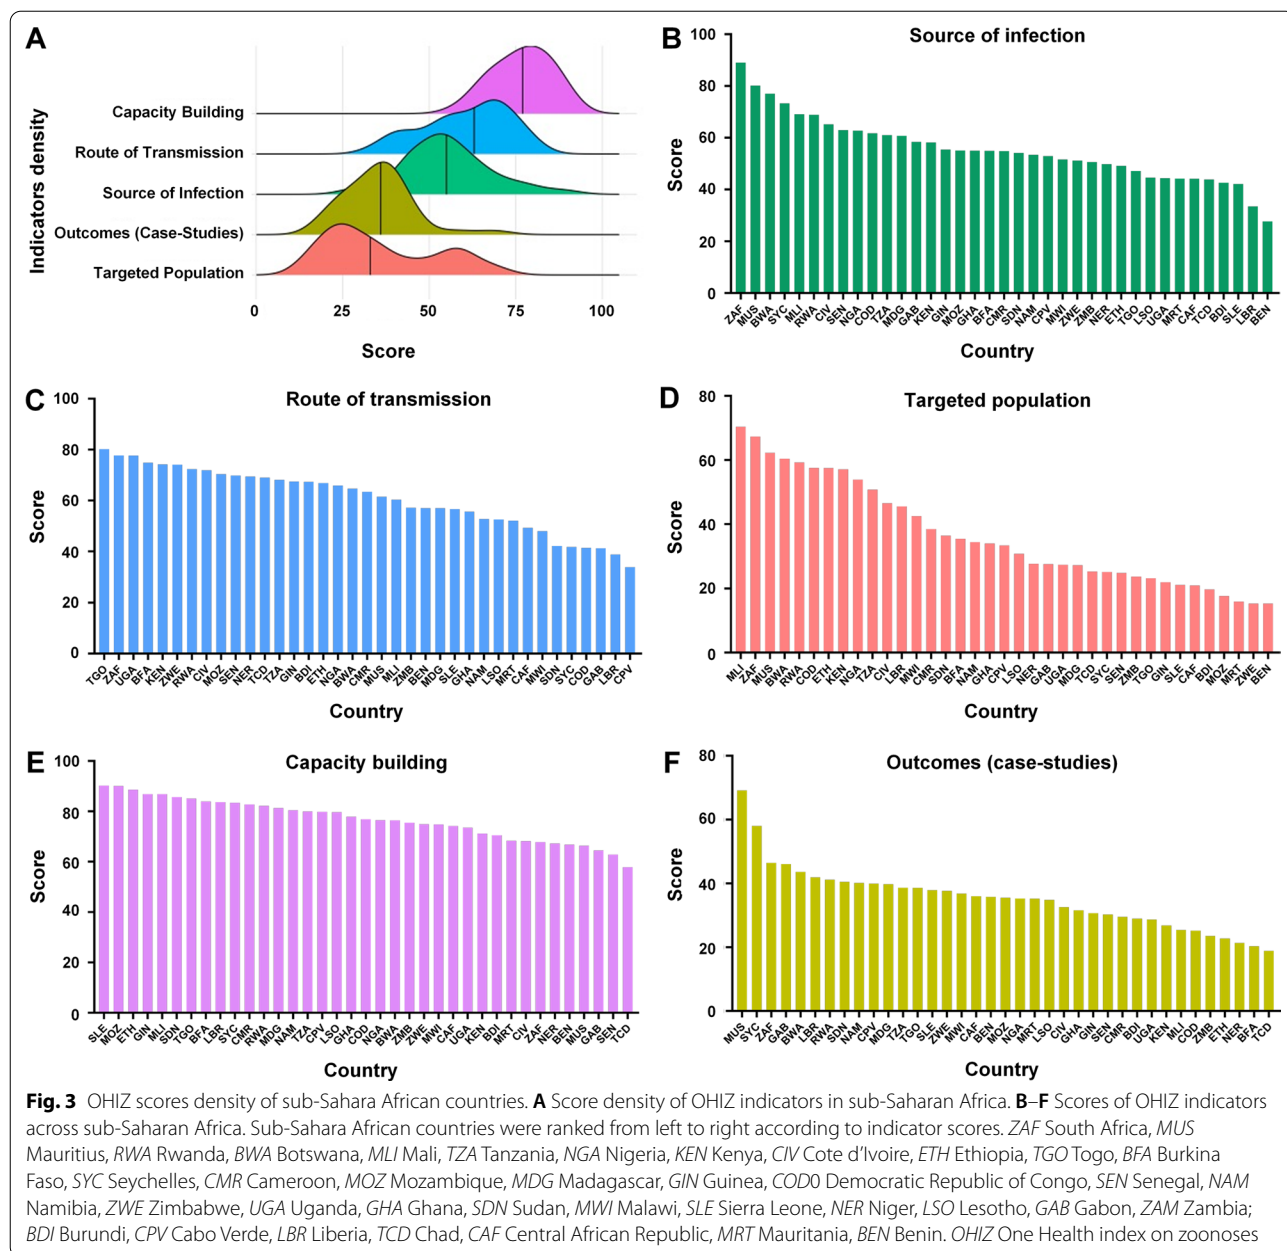 A
Indicators density
Capacity Building
Route of Transmission
Source of Infection
Outcomes (Case-Studies)
Targeted Population
0 25 50 75 100
Score
B
Source of infection
Score
100
80
60
40
20
0
ZAF MUS BWA SYC MLI RWA CIV SEN NGA COD TZA MDG GAB KEN GIN MOZ GHA BFA CMR SDN NAM CPV MWI ZWE ZMB NER ETH TGO LSO UGA MRT CAF TCD BDI SLE LBR BEN
Country
C
Route of transmission
Score
100
80
60
40
20
0
TGO ZAF UGA BFA KEN ZWE RWA CIV MOZ SEN NER TCD TZA GIN BDI ETH NGA BWA CMR MUS MLI ZMB BEN MDG SLE GHA NAM LSO MRT CAF MWI SDN SYC COD GAB LBR CPV
Country
D
Targeted population
Score
80
60
40
20
0
MLI ZAF MUS BWA RWA COD ETH KEN NGA TZA CIV LBR MWI CMR SDN BFA NAM GHA CPV LSO NER GAB UGA MDG TCD SYC SEN ZMB TGO GIN SLE CAF BDI MOZ MRT ZWE BEN
Country
E
Capacity building
Score
100
80
60
40
20
0
SLE MOZ ETH GIN MLI SDN TGO BFA LBR SYC CMR RWA MDG NAM TZA CPV LSO GHA COD NGA BWA ZMB ZWE MWI CAF UGA KEN BDI MRT CIV ZAF NER BEN MUS GAB SEN TCD
Country
F
Outcomes (case-studies)
Score
80
60
40
20
0
MUS SYC ZAF GAB BWA LBR RWA SDN NAM CPV MDG TZA TGO SLE ZWE MWI CAF BEN MOZ NGA MRT LSO CIV GHA GIN SEN CMR BDI UGA KEN MLI COD ZMB ETH NER BFA TCD
Country
Fig. 3 OHIZ scores density of sub-Sahara African countries. A Score density of OHIZ indicators in sub-Saharan Africa. B–F Scores of OHIZ indicators
across sub-Saharan Africa. Sub-Sahara African countries were ranked from left to right according to indicator scores. ZAF South Africa, MUS
Mauritius, RWA Rwanda, BWA Botswana, MLI Mali, TZA Tanzania, NGA Nigeria, KEN Kenya, CIV Cote d’Ivoire, ETH Ethiopia, TGO Togo, BFA Burkina
Faso, SYC Seychelles, CMR Cameroon, MOZ Mozambique, MDG Madagascar, GIN Guinea, COD0 Democratic Republic of Congo, SEN Senegal, NAM
Namibia, ZWE Zimbabwe, UGA Uganda, GHA Ghana, SDN Sudan, MWI Malawi, SLE Sierra Leone, NER Niger, LSO Lesotho, GAB Gabon, ZAM Zambia;
BDI Burundi, CPV Cabo Verde, LBR Liberia, TCD Chad, CAF Central African Republic, MRT Mauritania, BEN Benin. OHIZ One Health index on zoonoses